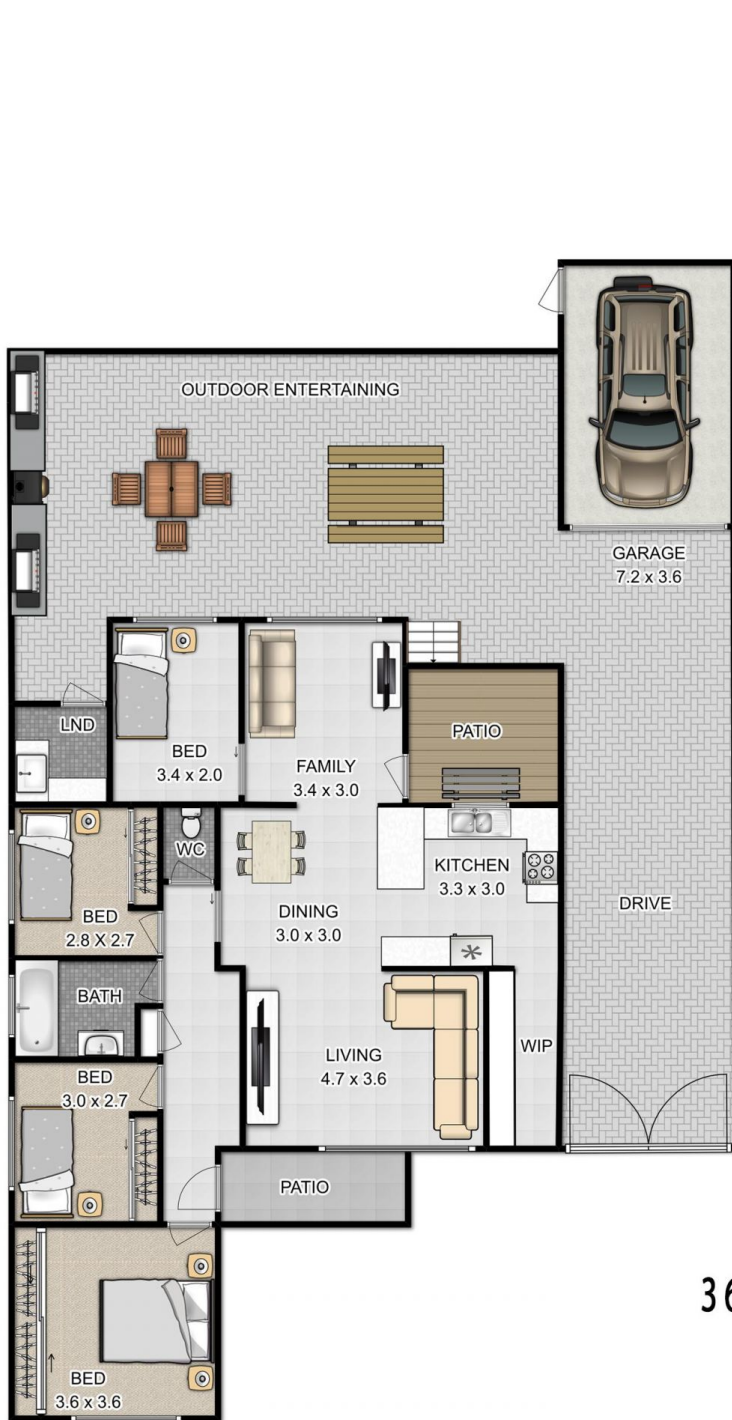 OUTDOOR ENTERTAINING
GARAGE
7.2 x 3.6
LND
BED
3.4 x 2.0
FAMILY
3.4 x 3.0
PATIO
WC
KITCHEN
3.3 x 3.0
BED
2.8 X 2.7
DINING
3.0 x 3.0
DRIVE
BATH
LIVING
4.7 x 3.6
WIP
BED
3.0 x 2.7
PATIO
36
BED
3.6 x 3.6